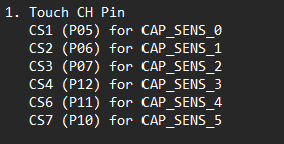 1. Touch CH Pin
CS1 (P05) for CAP_SENS_0
CS2 (P06) for CAP_SENS_1
CS3 (P07) for CAP_SENS_2
CS4 (P12) for CAP_SENS_3
CS6 (P11) for CAP_SENS_4
CS7 (P10) for CAP_SENS_5